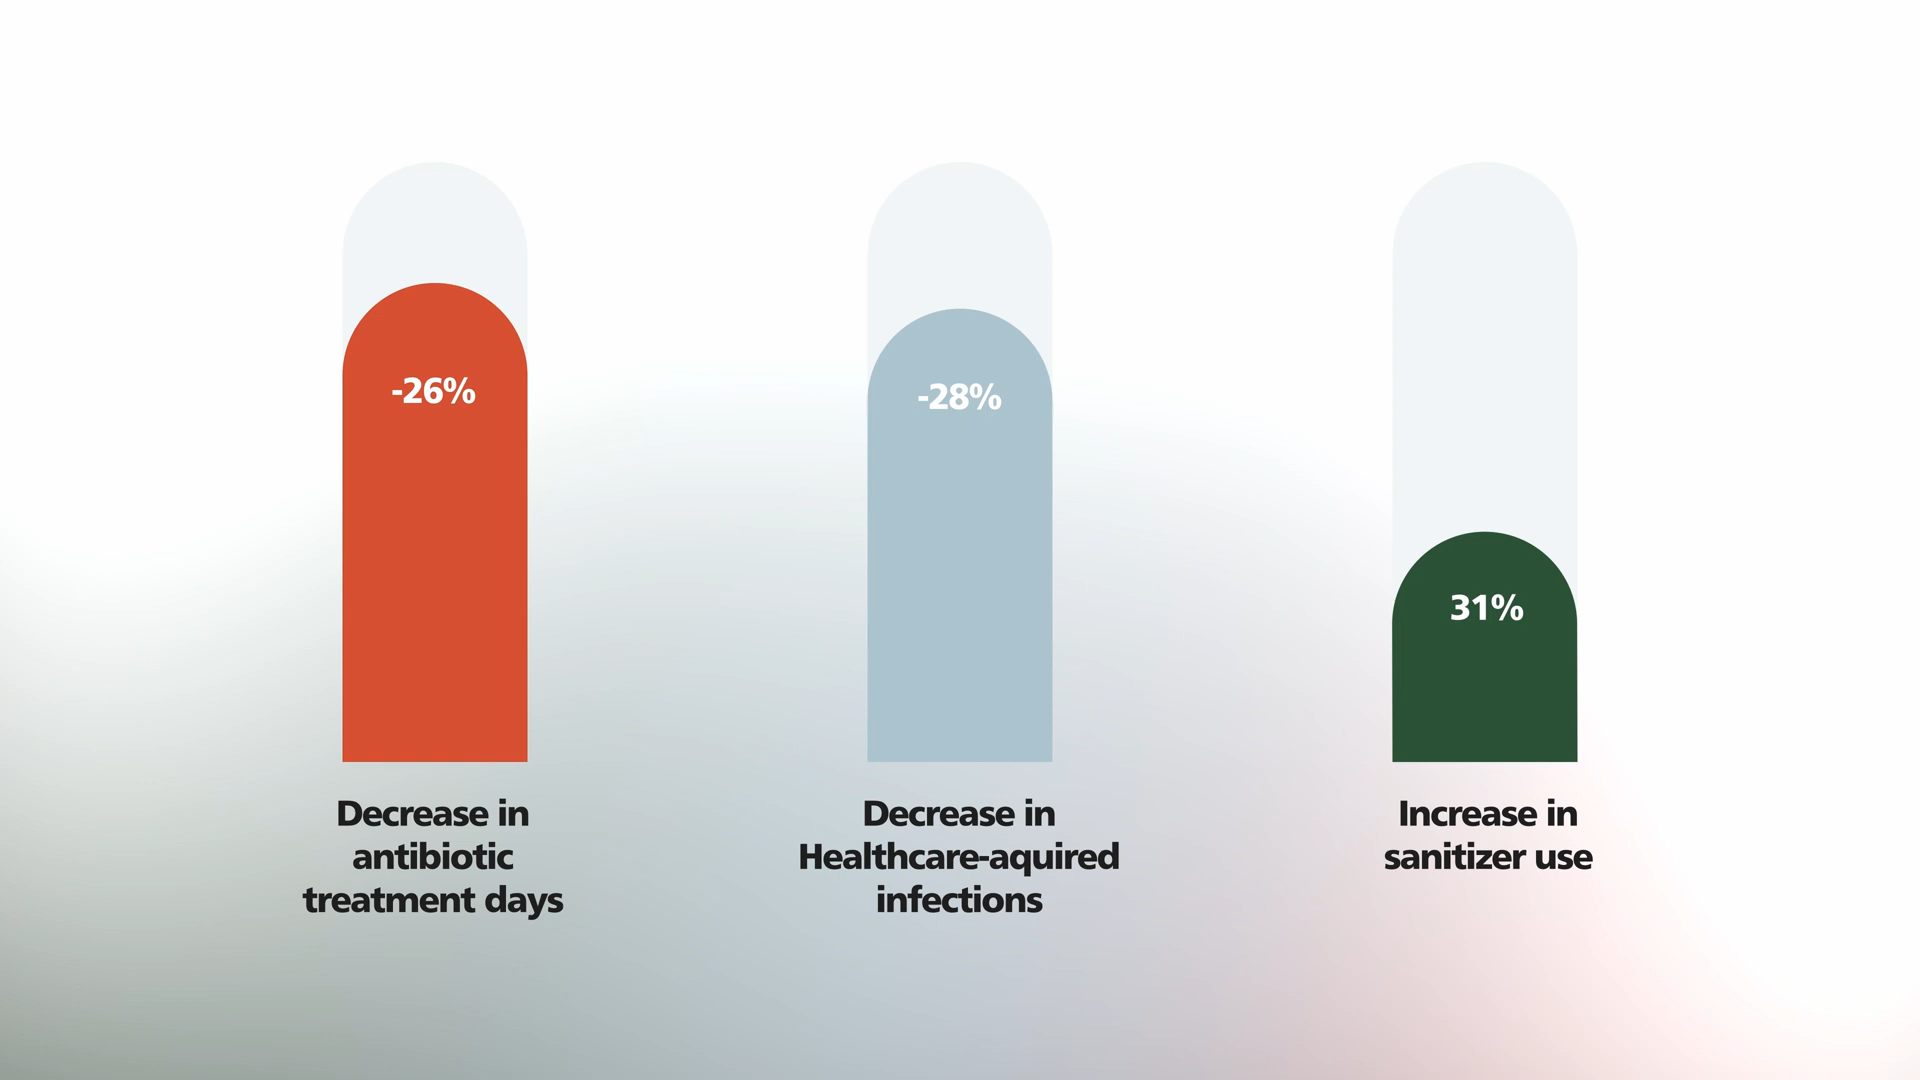 -26%
-28%
31%
Decrease in
antibiotic
treatment days
Decrease in
Healthcare-aquired
infections
Increase in
sanitizer use